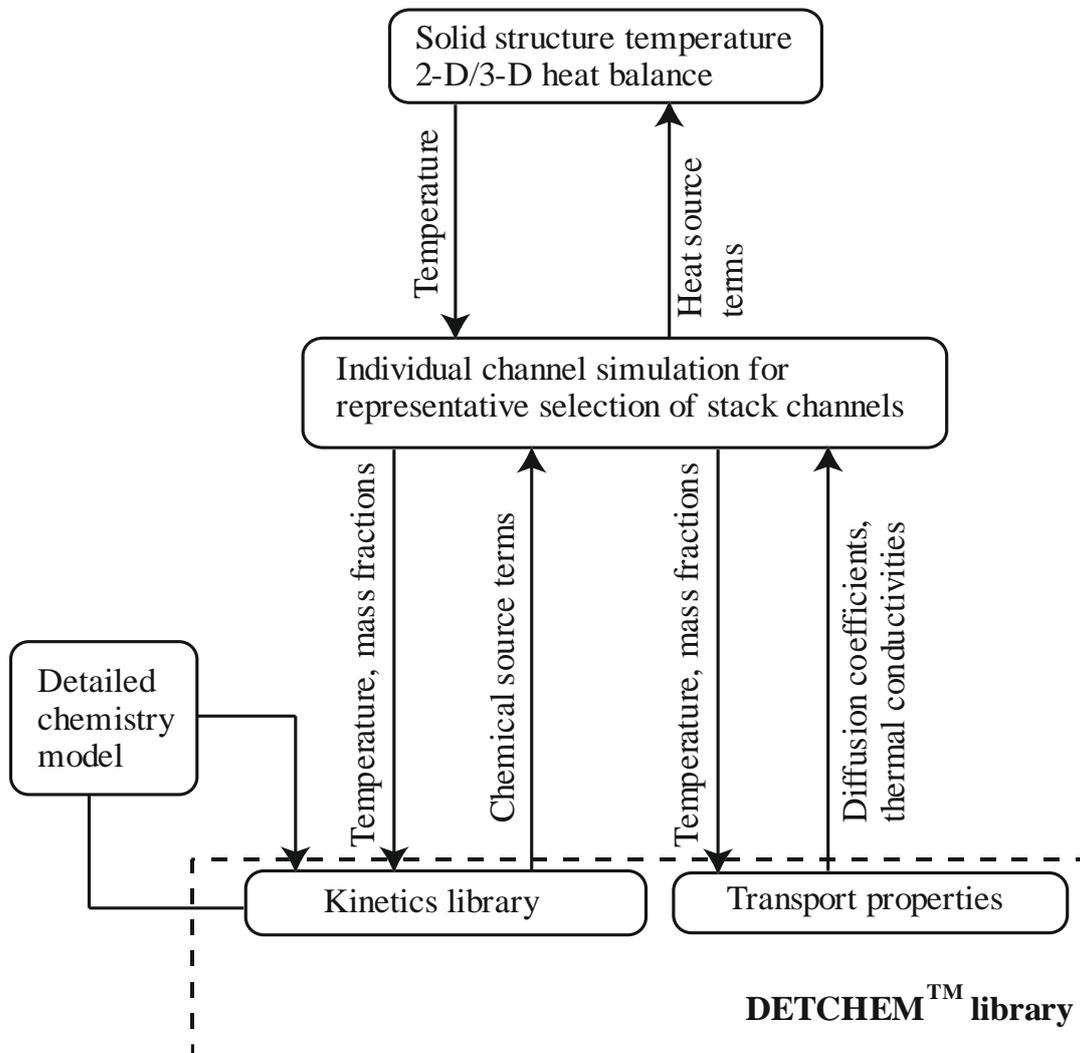 Solid structure temperature
2-D/3-D heat balance
Temperature
Heat source
terms
Individual channel simulation for
representative selection of stack channels
Temperature, mass fractions
Chemical source terms
Temperature, mass fractions
Diffusion coefficients,
thermal conductivities
Detailed
chemistry
model
Kinetics library
Transport properties
DETCHEM™ library